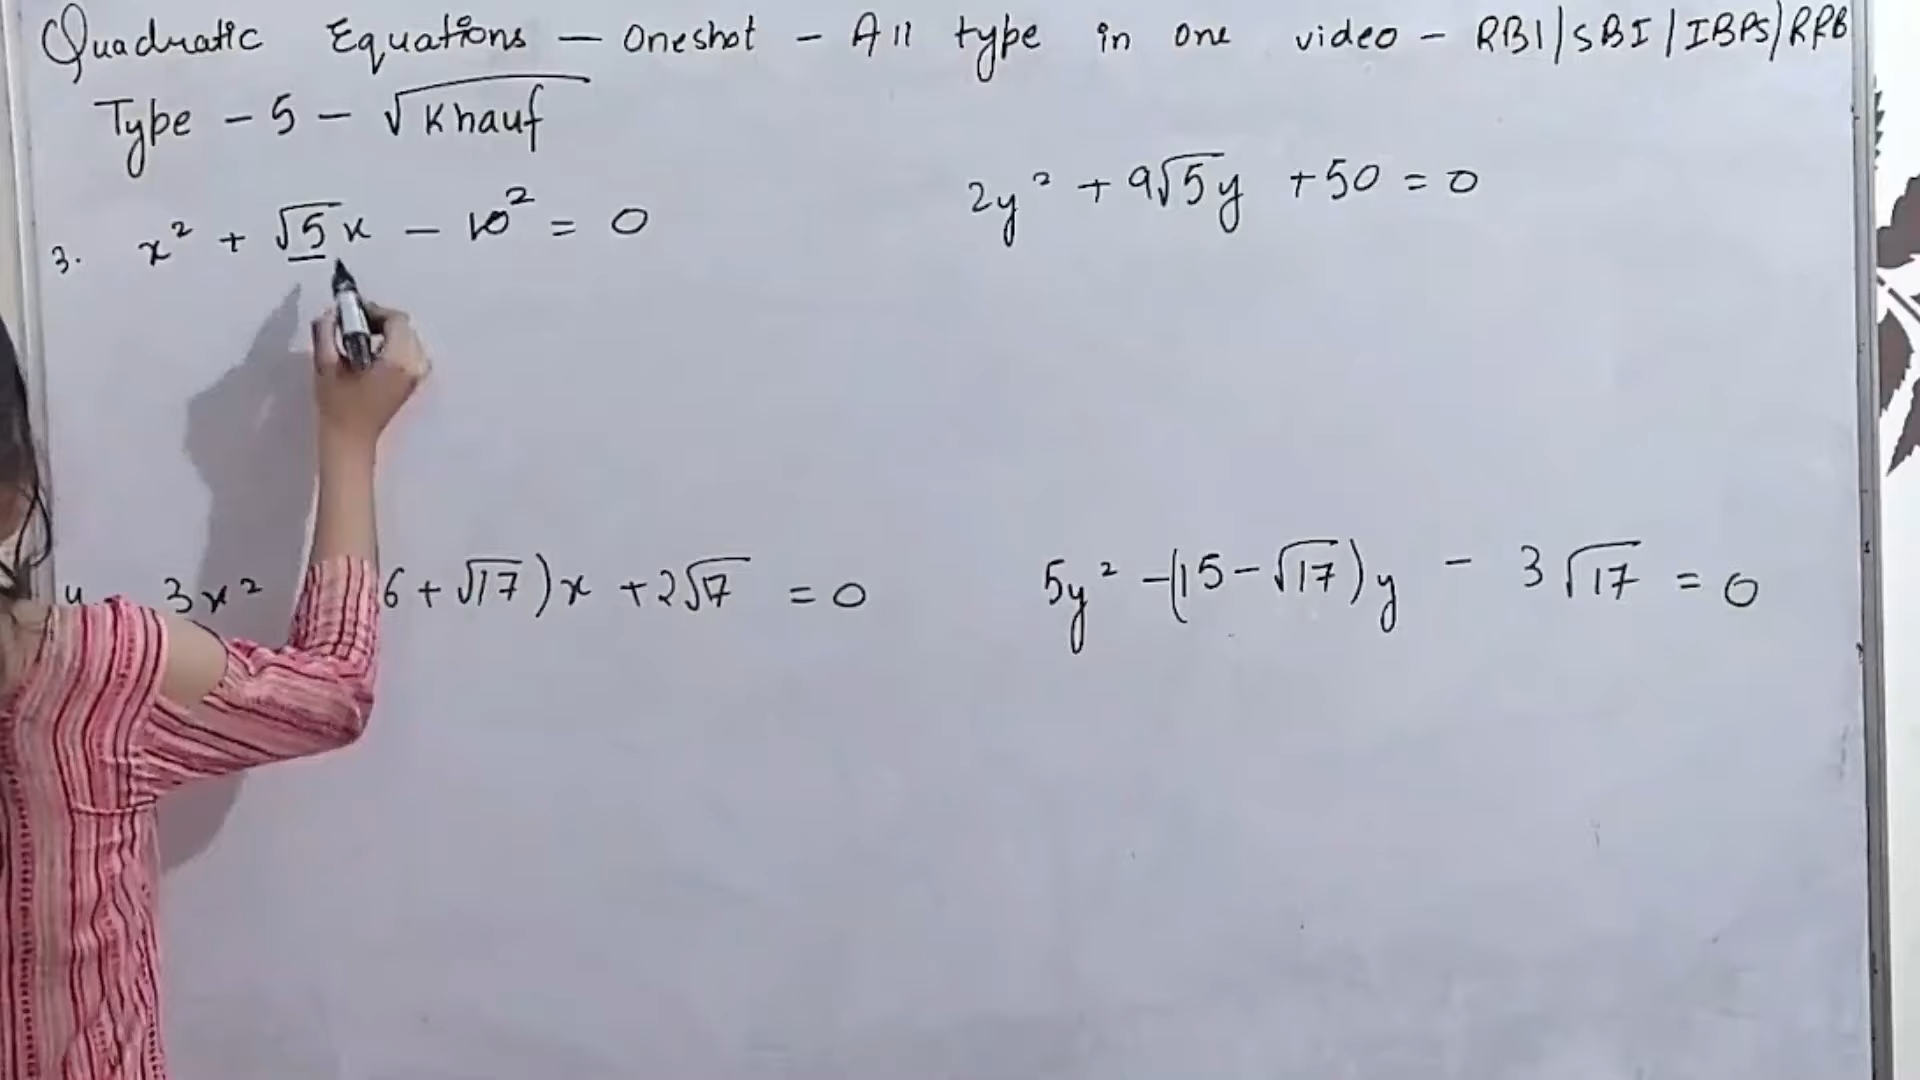 Quadratic Equations - Oneshot - All type in one video - RBI/SBI/IBPS/RRB
Type - 5 - √Khauf
3. x² + √5x - 10² = 0
2y² + 9√5y + 50 = 0
4 3x² 6 + √17)x + 2√17 = 0
5y² -(15 - √17)y - 3√17 = 0